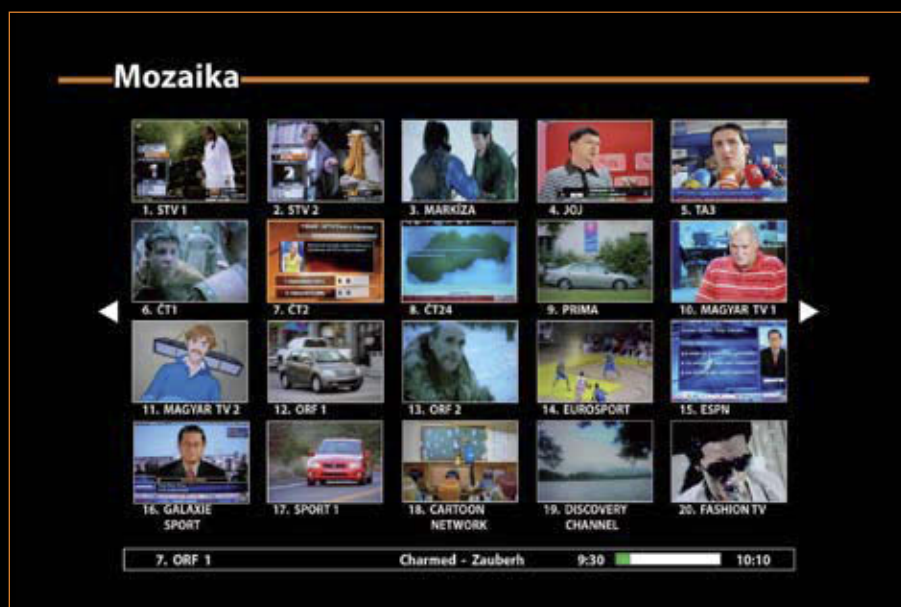 Mozaika
1. STV 1
2. STV 2
3. MARKÍZA
4. JOJ
5. TA3
6. ČT1
7. ČT2
8. ČT24
9. PRIMA
10. MAGYAR TV 1
11. MAGYAR TV 2
12. ORF 1
13. ORF 2
14. EUROSPORT
15. ESPN
16. GALAXIE
SPORT
17. SPORT 1
18. CARTOON
NETWORK
19. DISCOVERY
CHANNEL
20. FASHION TV
7. ORF 1 Charmed - Zauberh 9:30 10:10